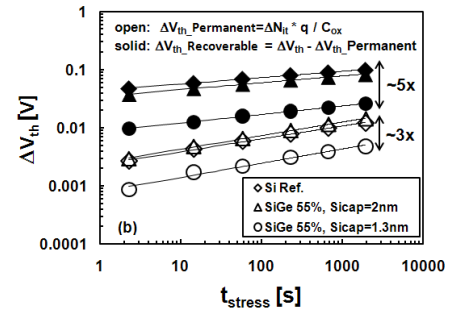 open: ΔVth_Permanent=ΔNit * q / Cox
solid: ΔVth_Recoverable = ΔVth - ΔVth_Permanent
1
0.1
0.01
0.001
0.0001
ΔVth [V]
~5x
~3x
Si Ref.
SiGe 55%, Sicap=2nm
SiGe 55%, Sicap=1.3nm
(b)
1 10 100 1000 10000
tstress [s]